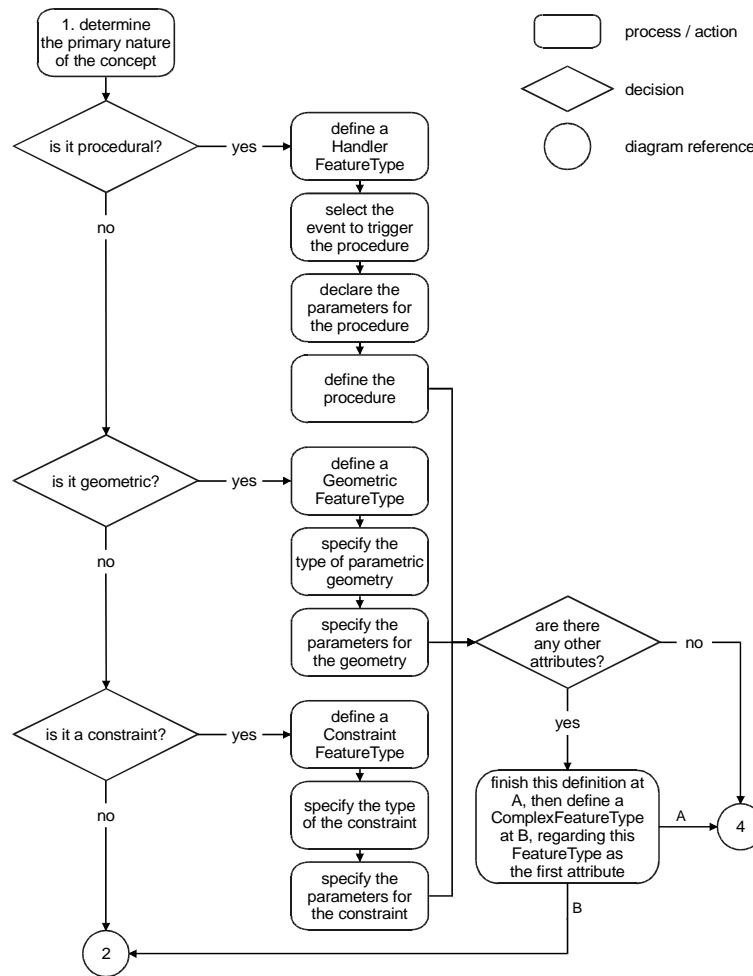 1. determine
the primary nature
of the concept
process / action
decision
diagram reference
is it procedural?
yes
define a
Handler
FeatureType
no
select the
event to trigger
the procedure
declare the
parameters for
the procedure
define the
procedure
is it geometric?
yes
define a
Geometric
FeatureType
no
specify the
type of parametric
geometry
specify the
parameters for
the geometry
are there
any other
attributes?
no
yes
is it a constraint?
yes
define a
Constraint
FeatureType
no
specify the type
of the constraint
specify the
parameters for
the constraint
finish this definition at
A, then define a
ComplexFeatureType
at B, regarding this
FeatureType as
the first attribute
A
4
B
2